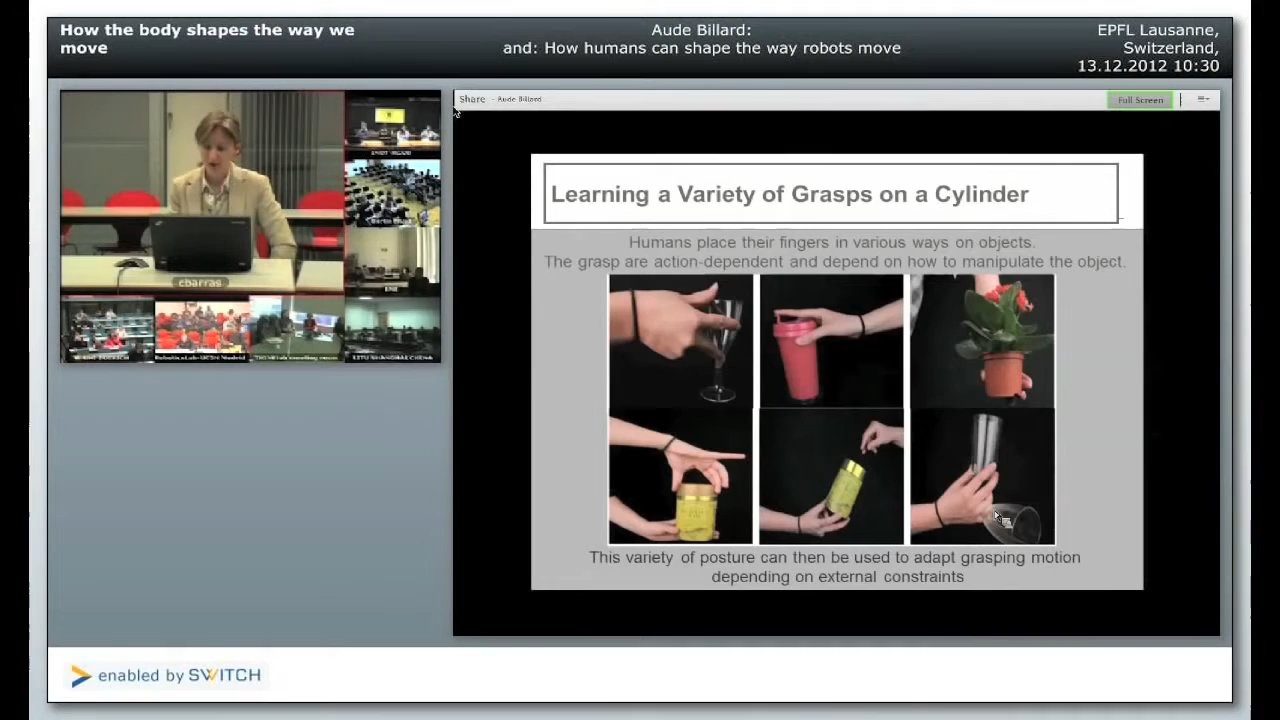 How the body shapes the way we
move
Aude Billard:
and: How humans can shape the way robots move
EPFL Lausanne,
Switzerland,
13.12.2012 10:30
Share - Aude Billard
Full Screen
cbarras
Learning a Variety of Grasps on a Cylinder
Humans place their fingers in various ways on objects.
The grasp are action-dependent and depend on how to manipulate the object.
This variety of posture can then be used to adapt grasping motion
depending on external constraints
enabled by SWITCH